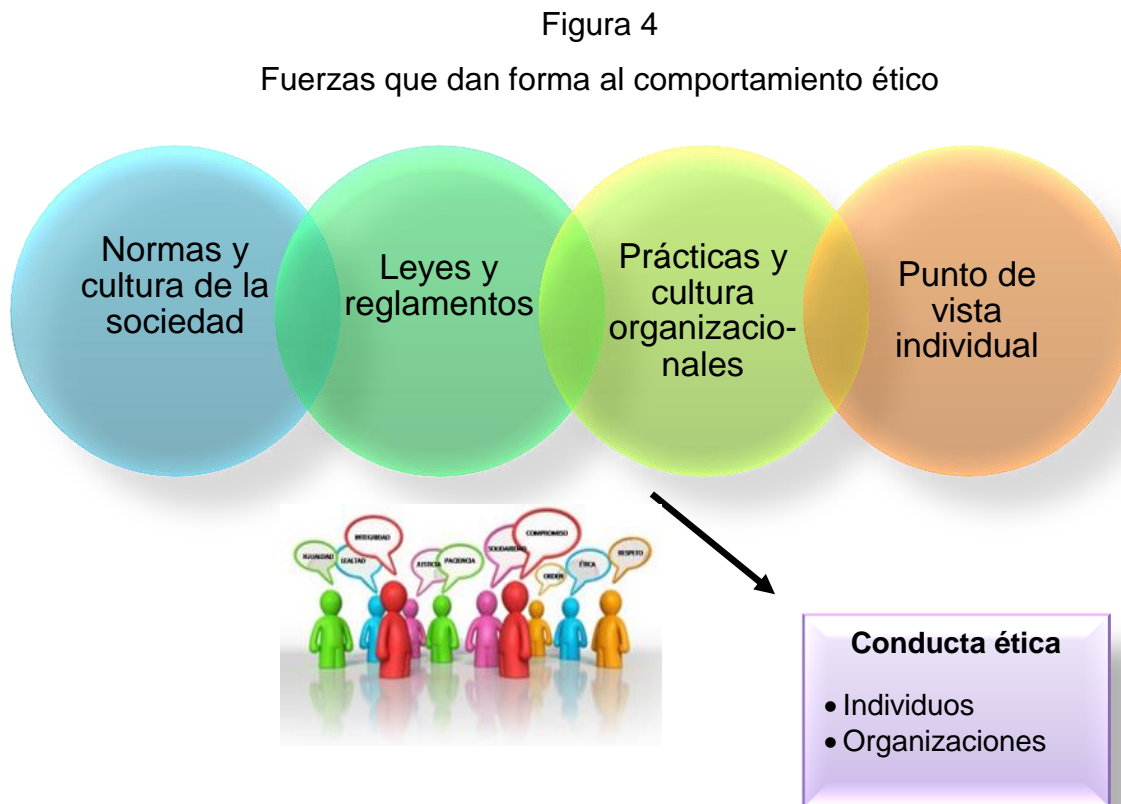 Figura 4
Fuerzas que dan forma al comportamiento ético
Normas y
cultura de la
sociedad
Leyes y
reglamentos
Prácticas y
cultura
organizacio-
nales
Punto de
vista
individual
IGUALDAD
LEALTAD
INTEGRIDAD
JUSTICIA
PACIENCIA
SOLIDARIDAD
COMPROMISO
ORDEN
ÉTICA
RESPETO
Conducta ética
• Individuos
• Organizaciones